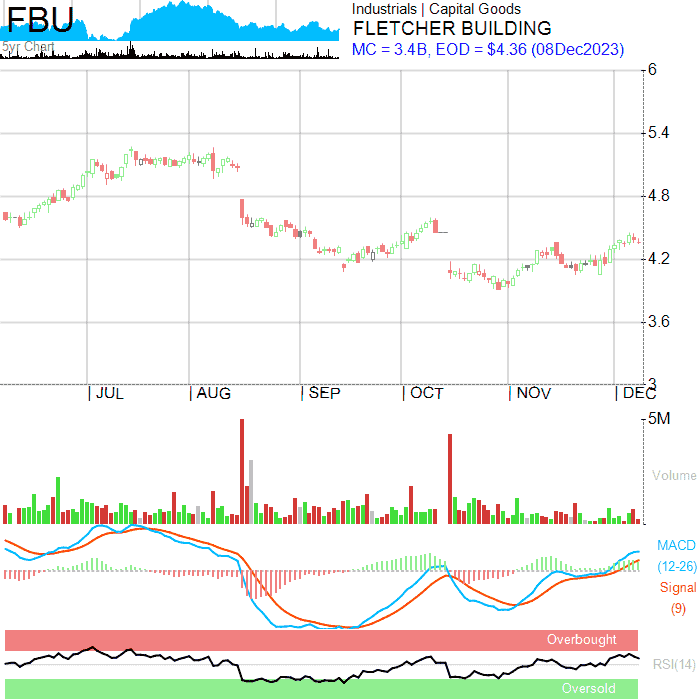 FBU
5yr Chart
Industrials | Capital Goods
FLETCHER BUILDING
MC = 3.4B, EOD = $4.36 (08Dec2023)
6
5.4
4.8
4.2
3.6
3
| JUL | AUG | SEP | OCT | NOV | DEC
5M
Volume
MACD
(12-26)
Signal
(9)
Overbought
RSI(14)
Oversold